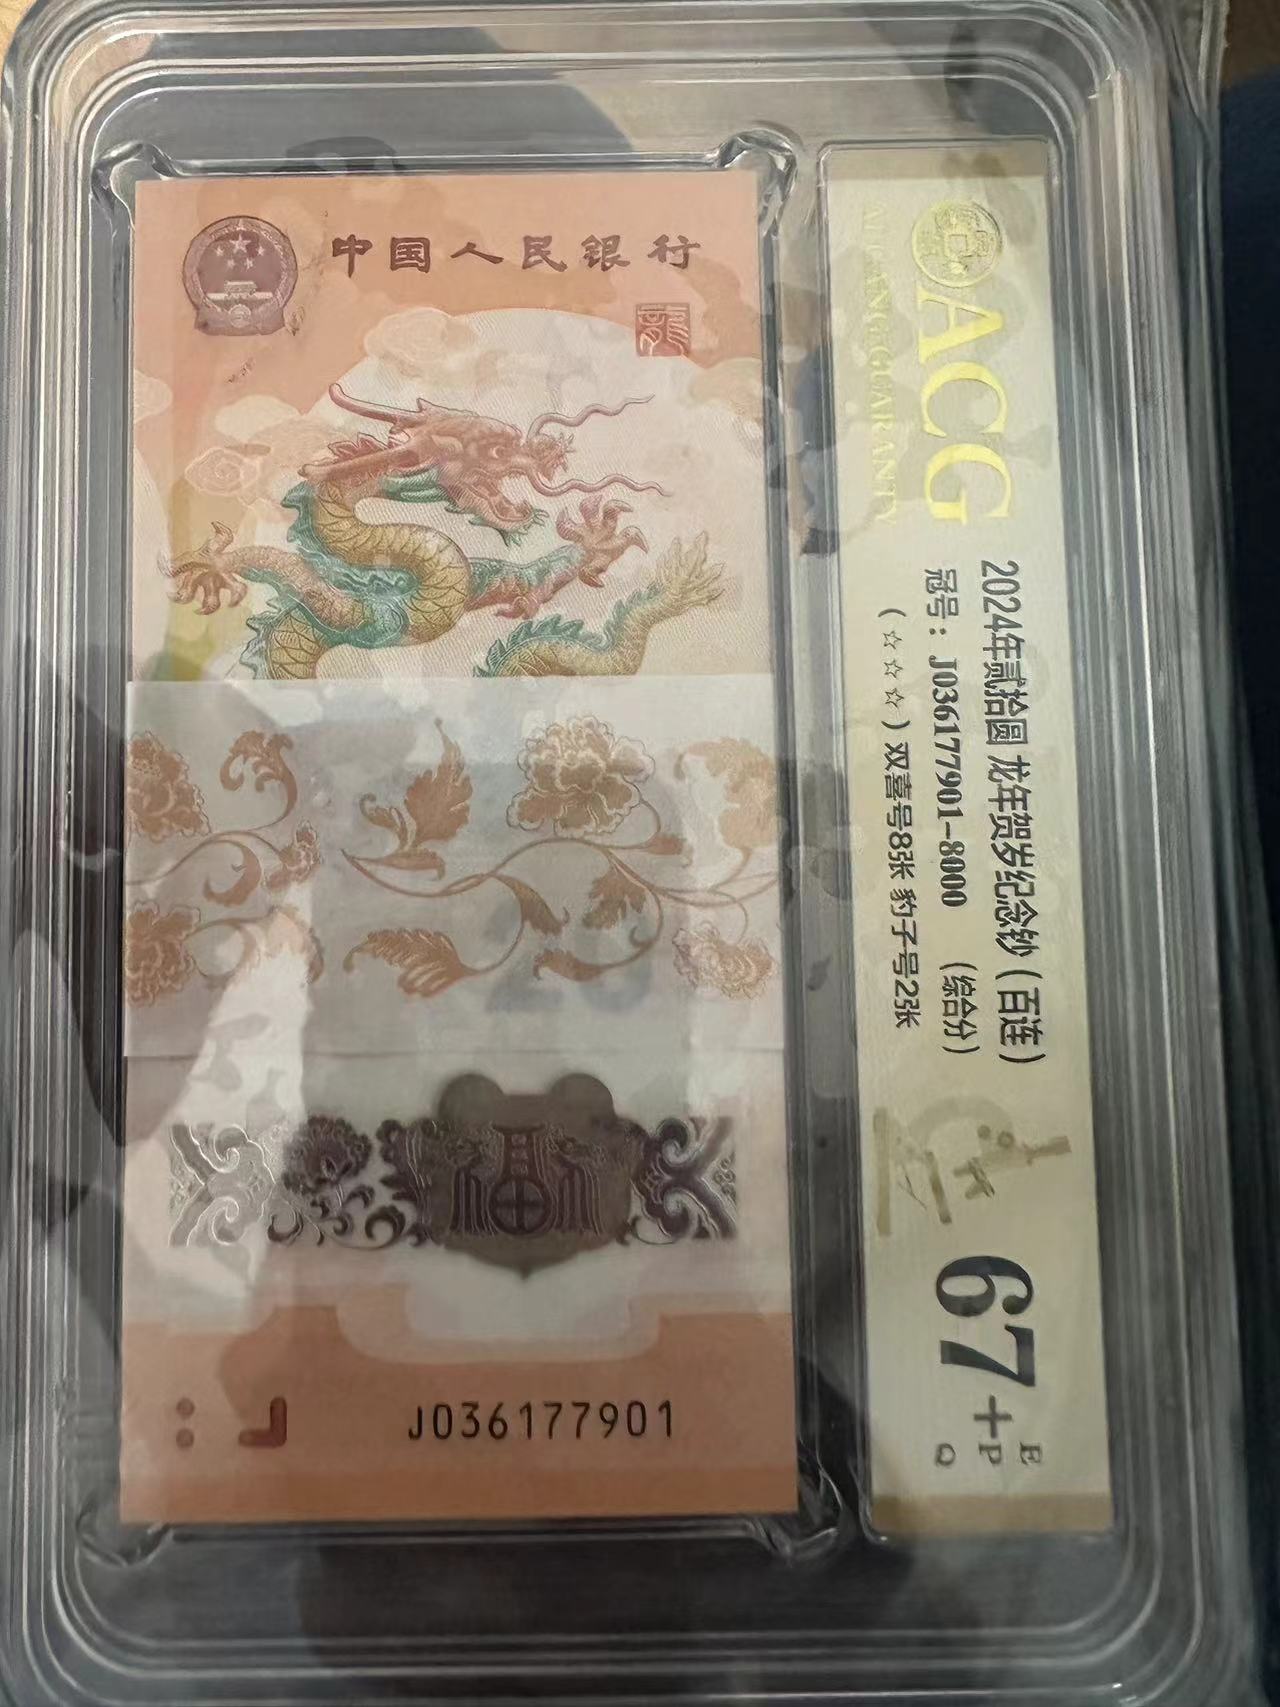 中国人民银行
龍
J036177901
ACG
2024年贰拾圆 龙年贺岁纪念钞（百连）
冠号：J036177901-8000 （综合分）
（☆☆☆）双喜号8张 豹子号2张
67+
E
P
Q